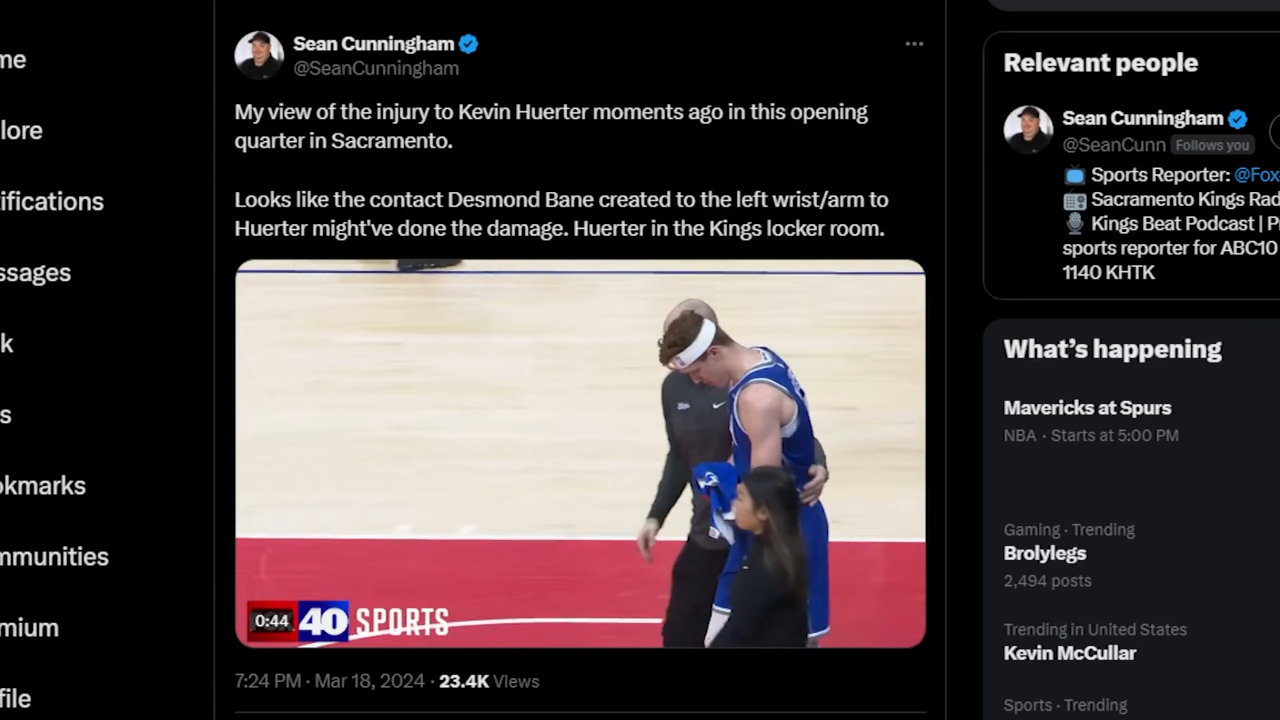 me
lore
ifications
ssages
k
s
okmarks
mmunities
mium
file
Sean Cunningham
@SeanCunningham
My view of the injury to Kevin Huerter moments ago in this opening
quarter in Sacramento.
Looks like the contact Desmond Bane created to the left wrist/arm to
Huerter might've done the damage. Huerter in the Kings locker room.
0:44 40 SPORTS
7:24 PM · Mar 18, 2024 · 23.4K Views
Relevant people
Sean Cunningham
@SeanCunn Follows you
Sports Reporter: @Fox
Sacramento Kings Rad
Kings Beat Podcast | P
sports reporter for ABC10
1140 KHTK
What's happening
Mavericks at Spurs
NBA · Starts at 5:00 PM
Gaming · Trending
Brolylegs
2,494 posts
Trending in United States
Kevin McCullar
Sports · Trending